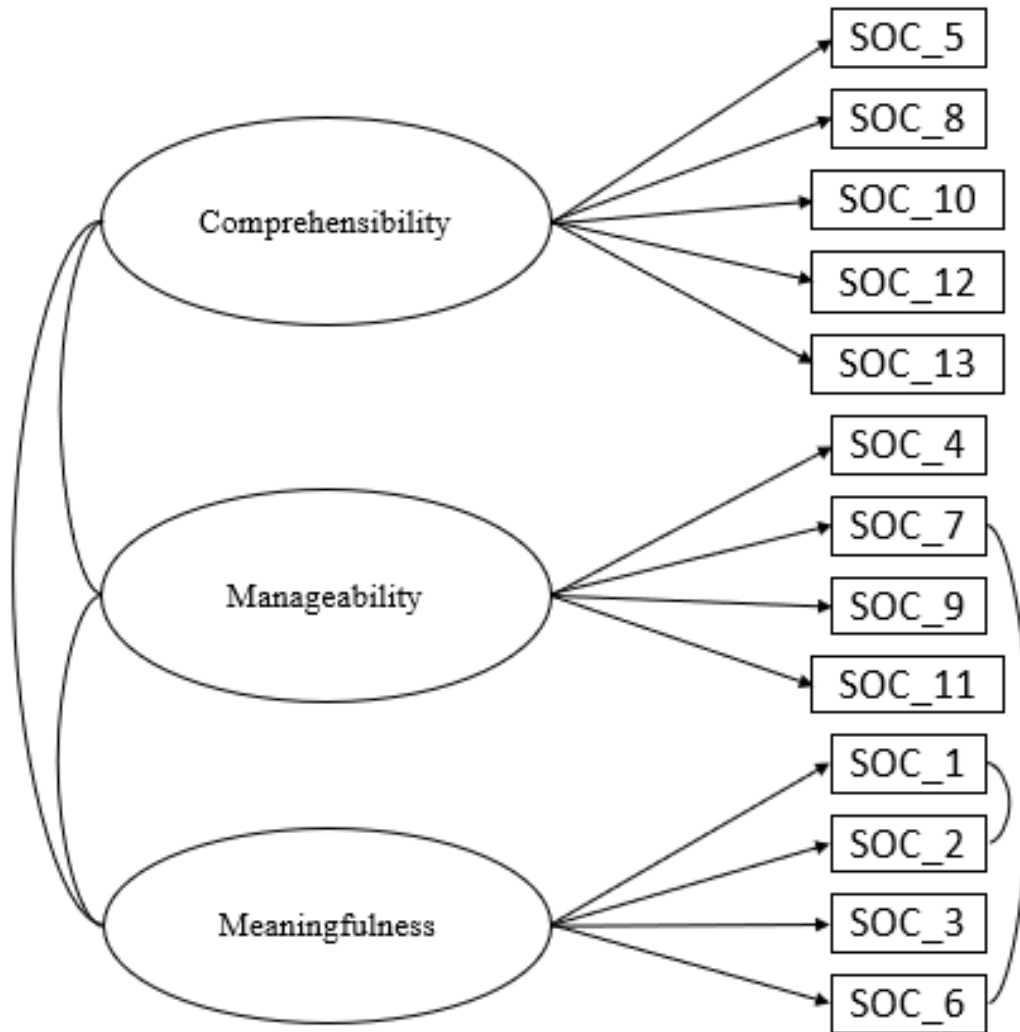 SOC_5
SOC_8
Comprehensibility
SOC_10
SOC_12
SOC_13
SOC_4
SOC_7
Manageability
SOC_9
SOC_11
SOC_1
SOC_2
Meaningfulness
SOC_3
SOC_6